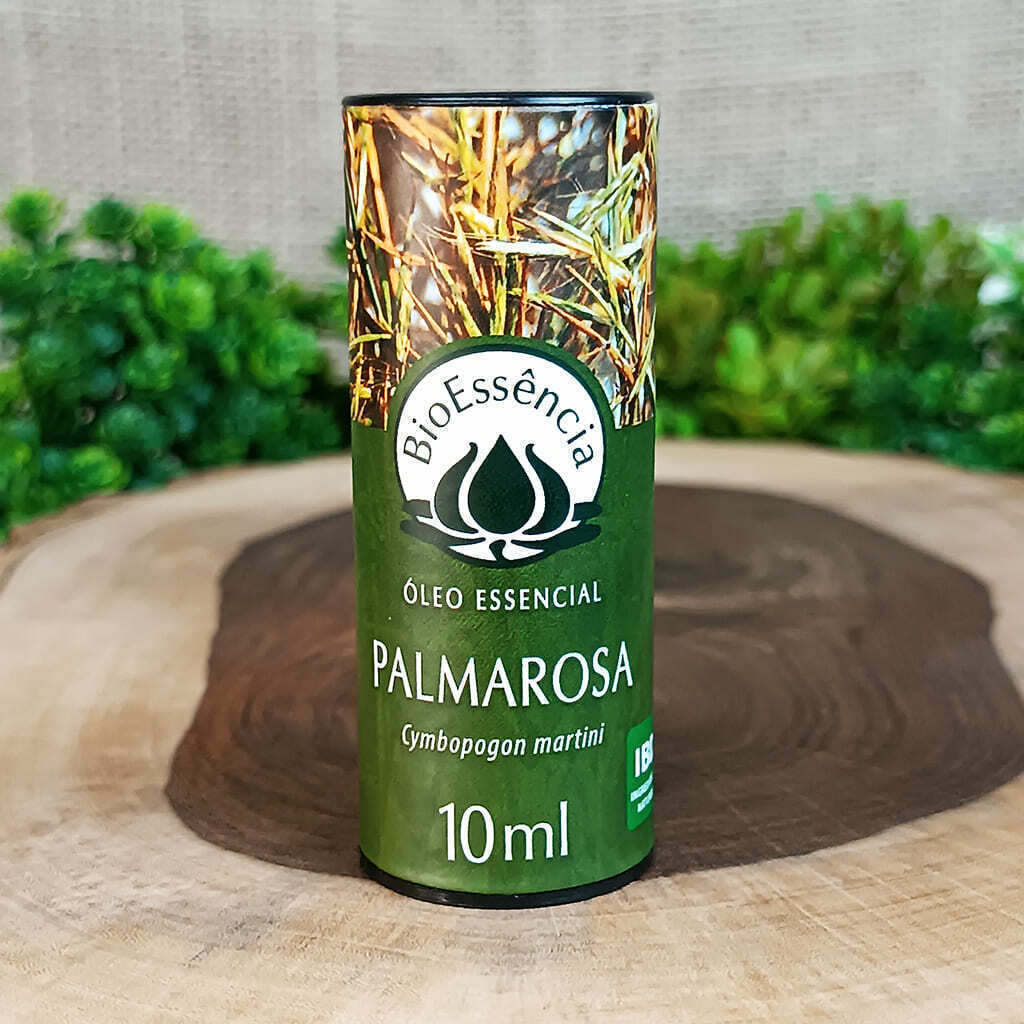 BioEssência
ÓLEO ESSENCIAL
PALMAROSA
Cymbopogon martini
10ml